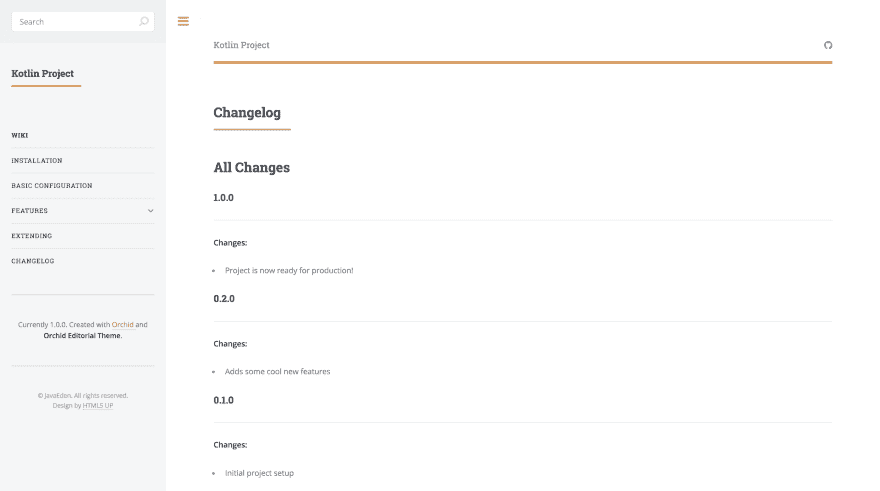 Search
Kotlin Project
WIKI
INSTALLATION
BASIC CONFIGURATION
FEATURES
EXTENDING
CHANGELOG
Currently 1.0.0. Created with Orchid and
Orchid Editorial Theme.
© JavaEden. All rights reserved.
Design by HTML5 UP
Kotlin Project
Changelog
All Changes
1.0.0
Changes:
Project is now ready for production!
0.2.0
Changes:
Adds some cool new features
0.1.0
Changes:
Initial project setup